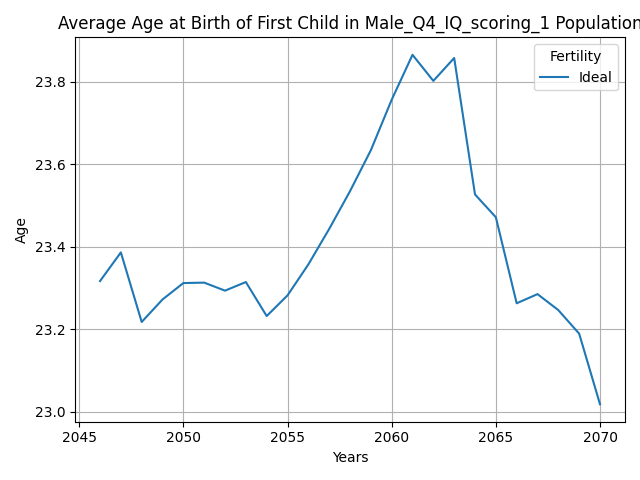 Average Age at Birth of First Child in Male_Q4_IQ_scoring_1 Population
Fertility
Ideal
23.8
23.6
23.4
23.2
23.0
Age
2045 2050 2055 2060 2065 2070
Years